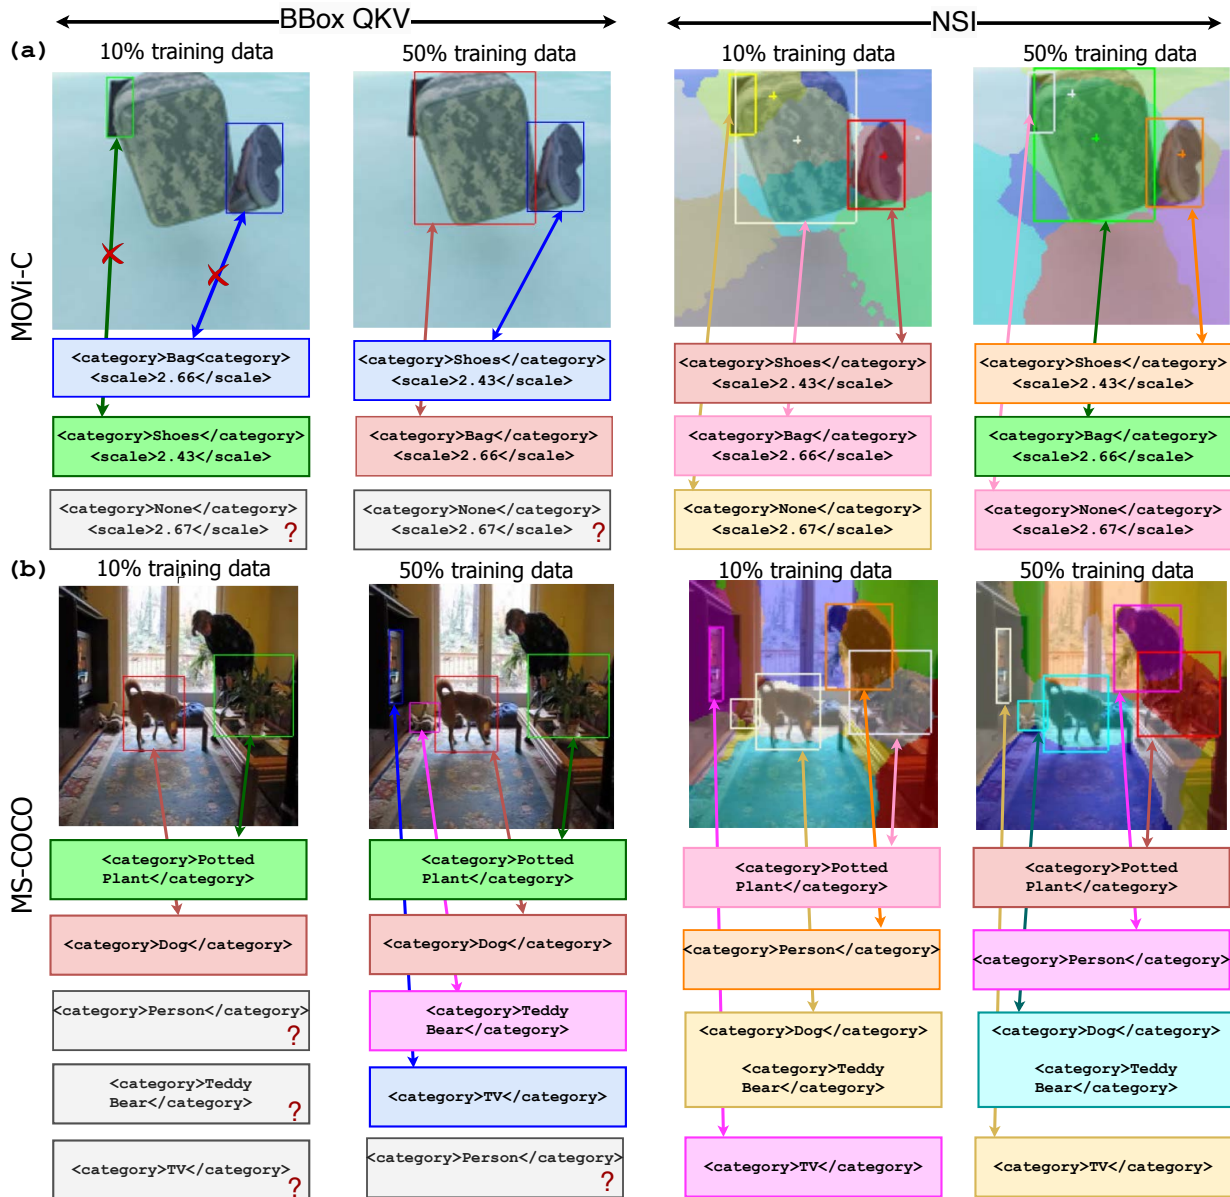 BBox QKV
NSI
(a)
10% training data
50% training data
10% training data
50% training data
MOVi-C
<category>Bag<category>
<scale>2.66</scale>
<category>Shoes</category>
<scale>2.43</scale>
<category>None</category>
<scale>2.67</scale>
?
<category>Shoes</category>
<scale>2.43</scale>
<category>Bag</category>
<scale>2.66</scale>
<category>None</category>
<scale>2.67</scale>
?
<category>Shoes</category>
<scale>2.43</scale>
<category>Bag</category>
<scale>2.66</scale>
<category>None</category>
<scale>2.67</scale>
<category>Shoes</category>
<scale>2.43</scale>
<category>Bag</category>
<scale>2.66</scale>
<category>None</category>
<scale>2.67</scale>
(b)
10% training data
50% training data
10% training data
50% training data
MS-COCO
<category>Potted
Plant</category>
<category>Dog</category>
<category>Person</category>
?
<category>Teddy
Bear</category>
?
<category>TV</category>
?
<category>Potted
Plant</category>
<category>Dog</category>
<category>Teddy
Bear</category>
<category>TV</category>
<category>Person</category>
?
<category>Potted
Plant</category>
<category>Person</category>
<category>Dog</category>
<category>Teddy
Bear</category>
<category>TV</category>
<category>Potted
Plant</category>
<category>Person</category>
<category>Dog</category>
<category>Teddy
Bear</category>
<category>TV</category>